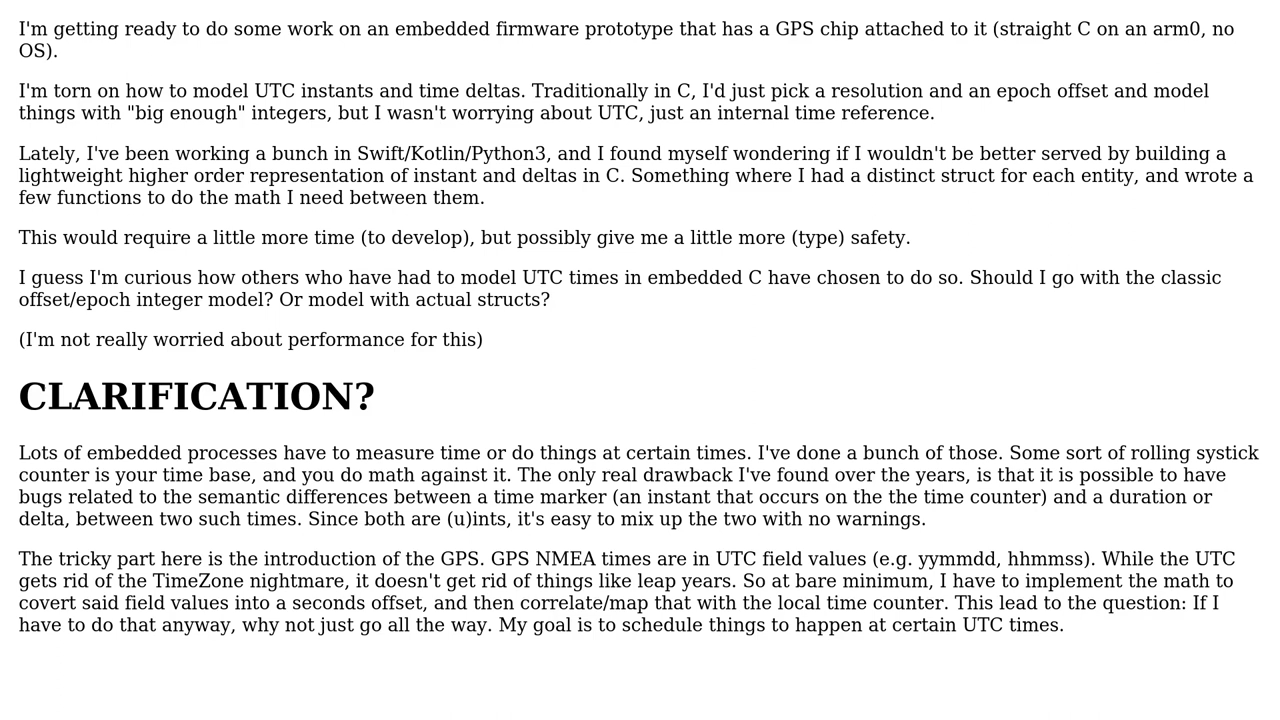 I'm getting ready to do some work on an embedded firmware prototype that has a GPS chip attached to it (straight C on an arm0, no
OS).
I'm torn on how to model UTC instants and time deltas. Traditionally in C, I'd just pick a resolution and an epoch offset and model
things with "big enough" integers, but I wasn't worrying about UTC, just an internal time reference.
Lately, I've been working a bunch in Swift/Kotlin/Python3, and I found myself wondering if I wouldn't be better served by building a
lightweight higher order representation of instant and deltas in C. Something where I had a distinct struct for each entity, and wrote a
few functions to do the math I need between them.
This would require a little more time (to develop), but possibly give me a little more (type) safety.
I guess I'm curious how others who have had to model UTC times in embedded C have chosen to do so. Should I go with the classic
offset/epoch integer model? Or model with actual structs?
(I'm not really worried about performance for this)
CLARIFICATION?
Lots of embedded processes have to measure time or do things at certain times. I've done a bunch of those. Some sort of rolling systick
counter is your time base, and you do math against it. The only real drawback I've found over the years, is that it is possible to have
bugs related to the semantic differences between a time marker (an instant that occurs on the the time counter) and a duration or
delta, between two such times. Since both are (u)ints, it's easy to mix up the two with no warnings.
The tricky part here is the introduction of the GPS. GPS NMEA times are in UTC field values (e.g. yymmdd, hhmmss). While the UTC
gets rid of the TimeZone nightmare, it doesn't get rid of things like leap years. So at bare minimum, I have to implement the math to
covert said field values into a seconds offset, and then correlate/map that with the local time counter. This lead to the question: If I
have to do that anyway, why not just go all the way. My goal is to schedule things to happen at certain UTC times.